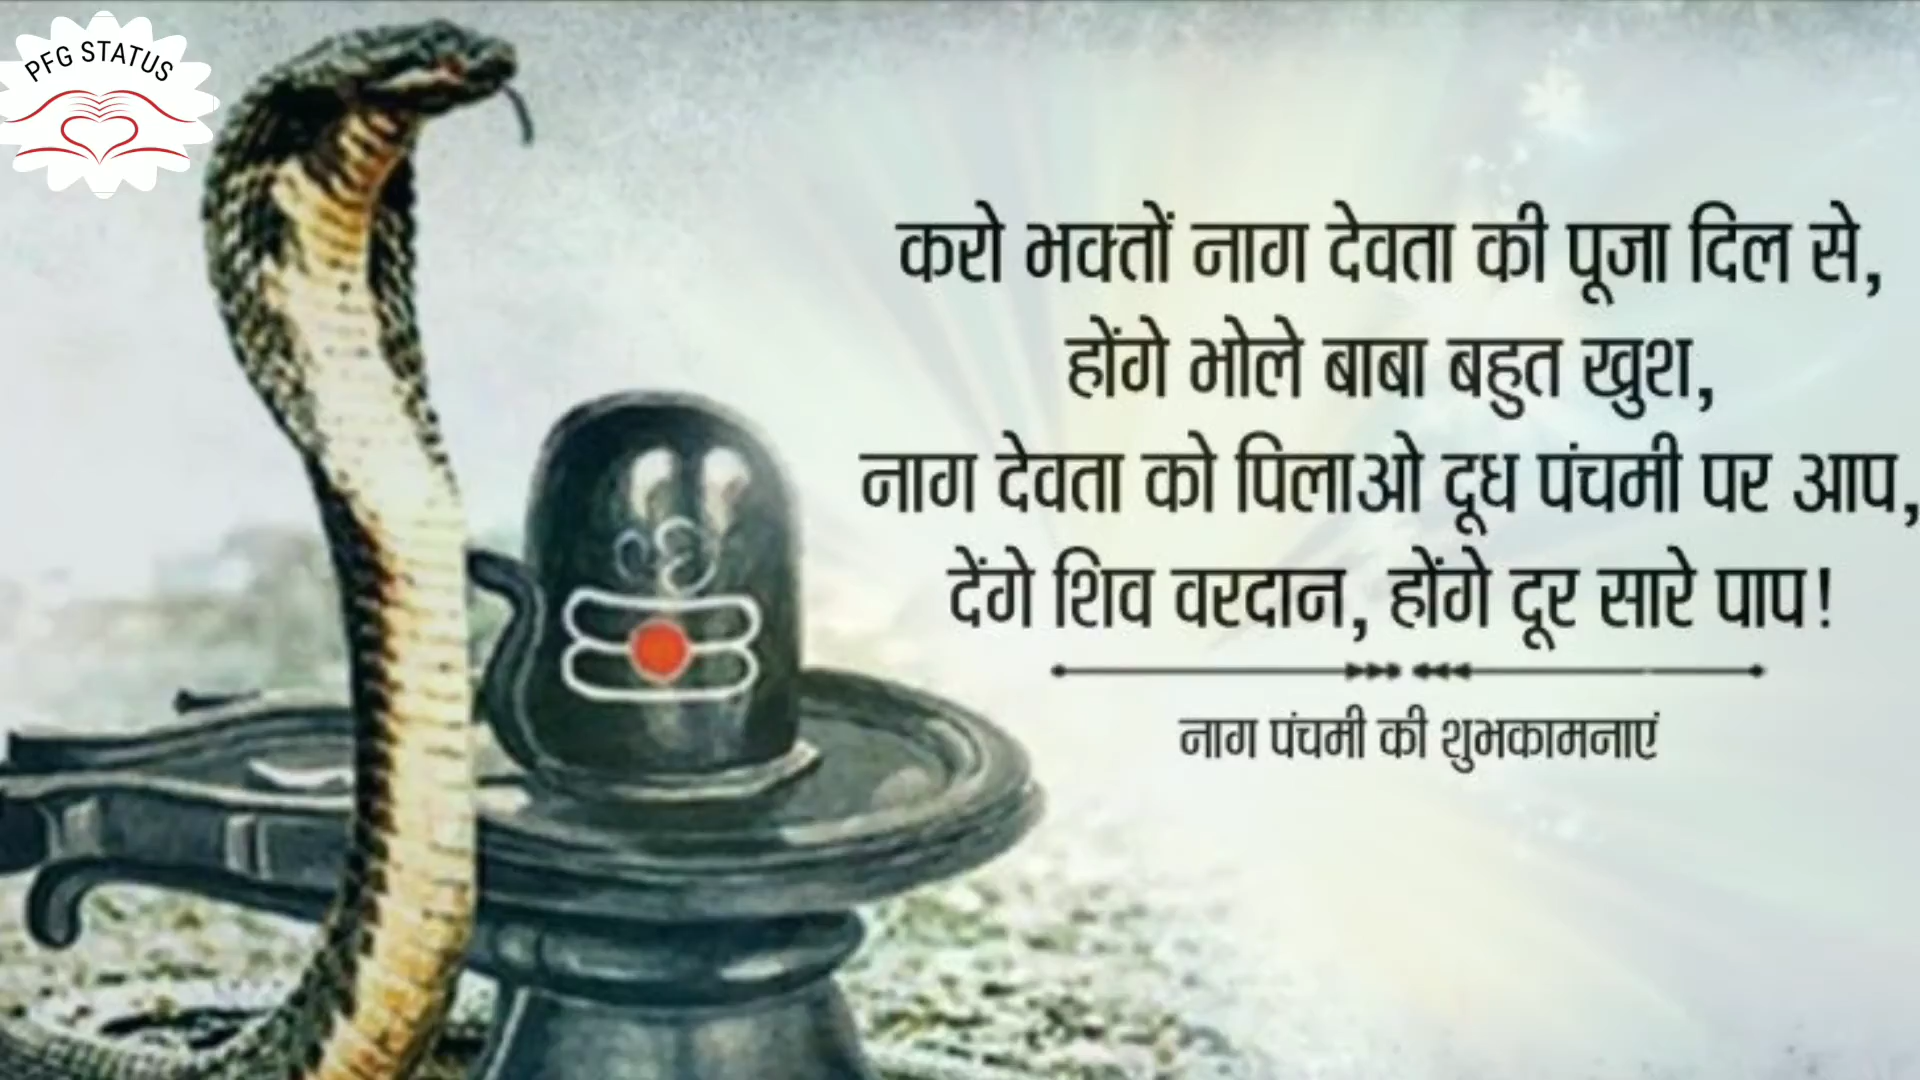 PFG STATUS
करो भक्तों नाग देवता की पूजा दिल से,
होंगे भोले बाबा बहुत खुश,
नाग देवता को पिलाओ दूध पंचमी पर आप,
देंगे शिव वरदान, होंगे दूर सारे पाप!
नाग पंचमी की शुभकामनाएं